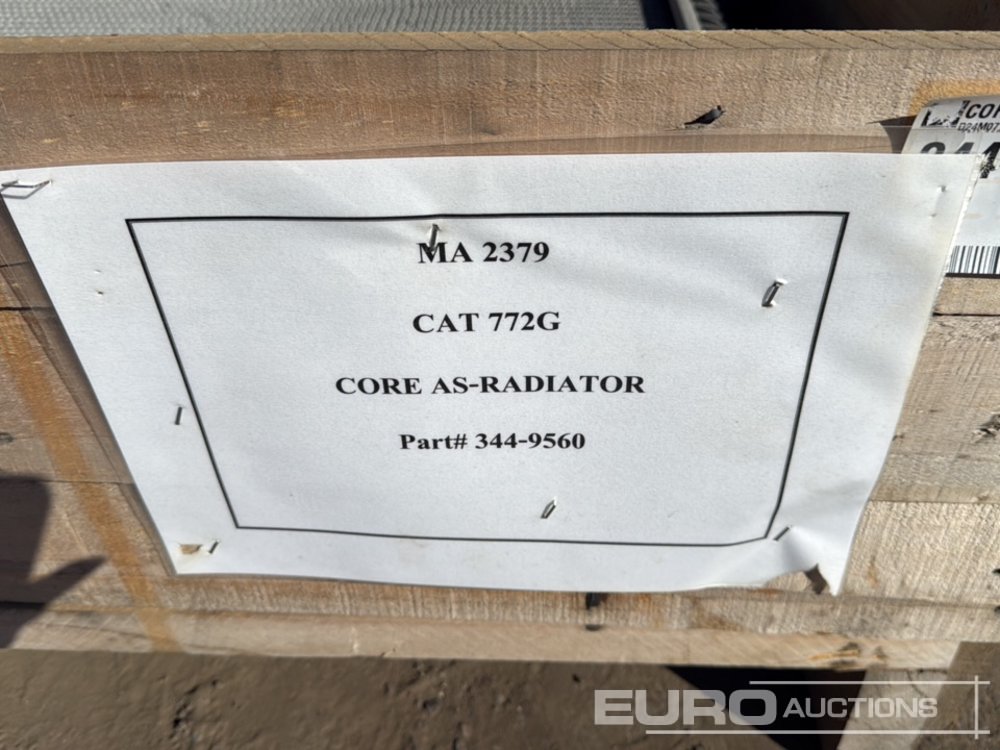 MA 2379
CAT 772G
CORE AS-RADIATOR
Part# 344-9560
EURO AUCTIONS